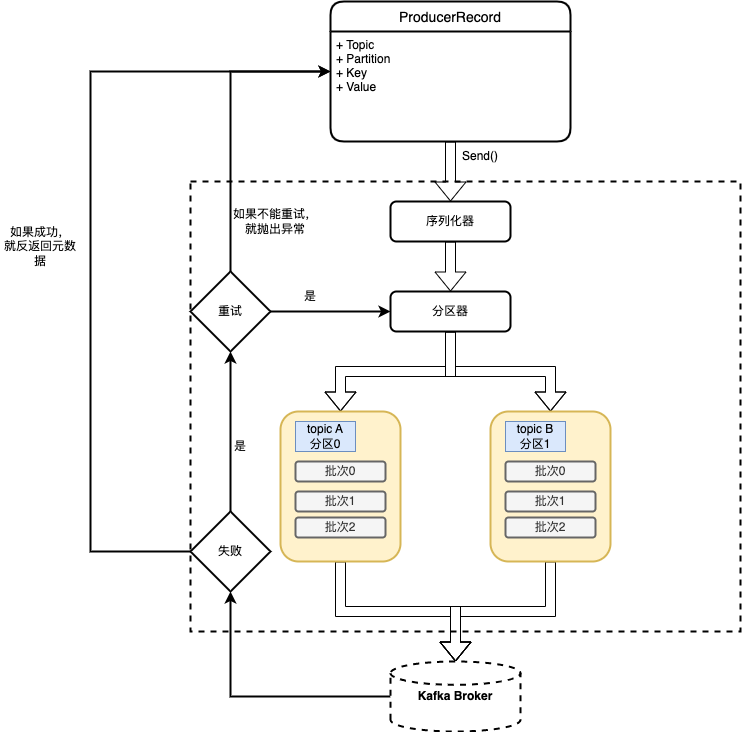 ProducerRecord
+ Topic
+ Partition
+ Key
+ Value
Send()
序列化器
如果不能重试，
就抛出异常
如果成功，
就反返回元数
据
重试
是
分区器
topic A
分区0
批次0
批次1
批次2
topic B
分区1
批次0
批次1
批次2
是
失败
Kafka Broker